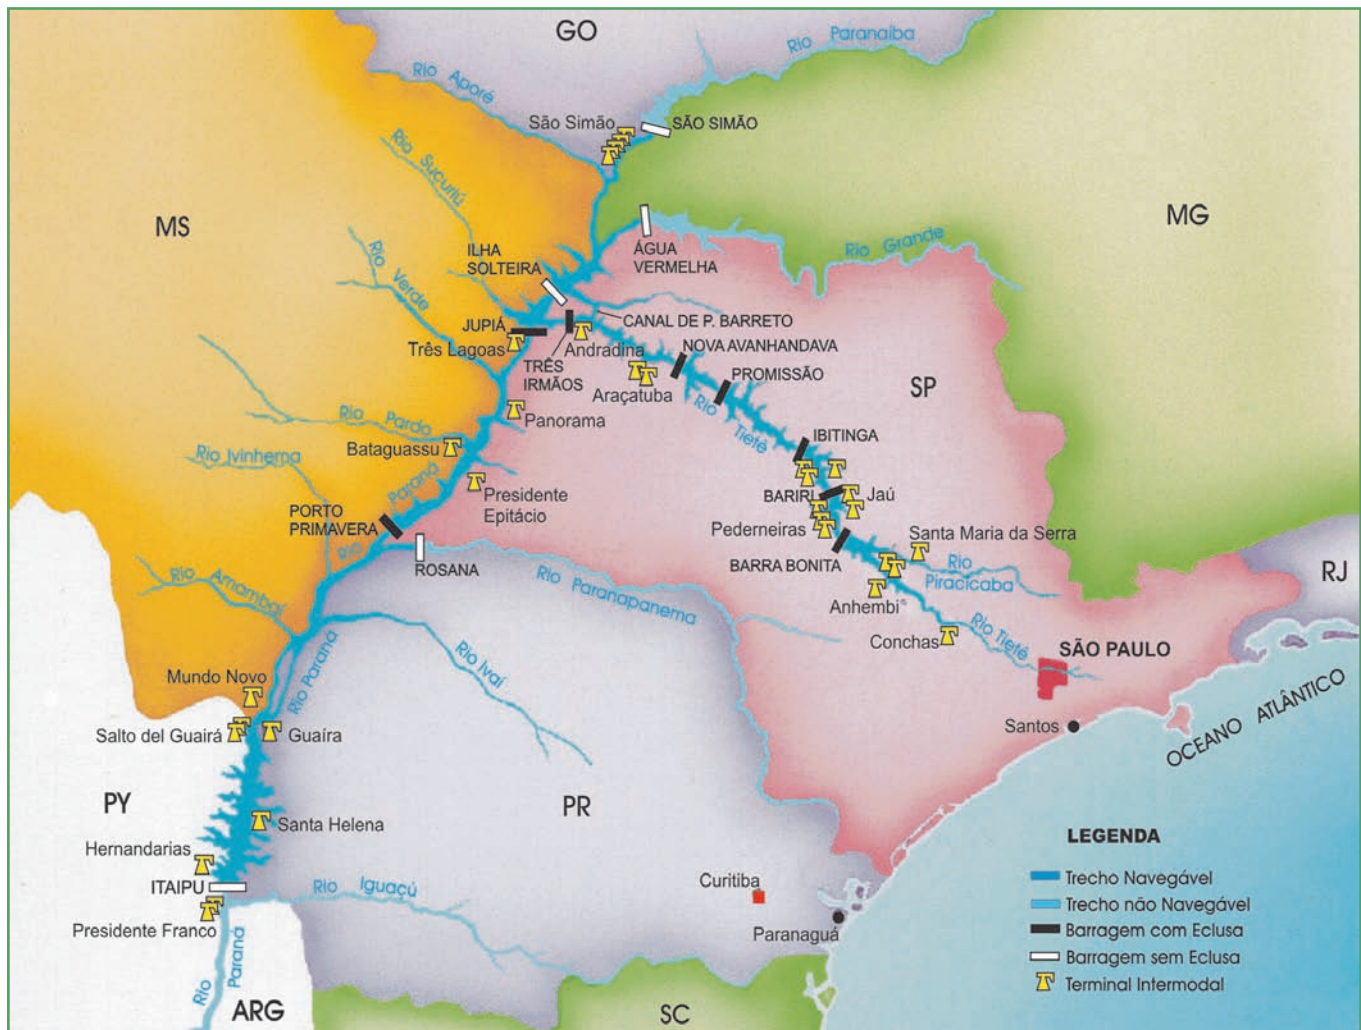 GO
Rio Paranaíba
Rio Aporé
São Simão
SÃO SIMÃO
Rio Sucuriú
MS
MG
ÁGUA
VERMELHA
Rio Grande
ILHA
SOLTEIRA
Rio Verde
CANAL DE P. BARRETO
JUPIÁ
Três Lagoas
TRÊS
IRMÃOS
Andradina
NOVA AVANHANDAVA
PROMISSÃO
Araçatuba
SP
Rio Tietê
Panorama
Rio Pardo
Bataguassu
IBITINGA
Rio Ivinhema
Rio Paraná
Presidente
Epitácio
BARIRI
Jaú
PORTO
PRIMAVERA
Pederneiras
Santa Maria da Serra
ROSANA
BARRA BONITA
Rio
Piracicaba
Rio Paranapanema
RJ
Rio Amambaí
Anhembi
Conchas
Rio Tietê
SÃO PAULO
Rio Ivaí
Rio Paraná
Mundo Novo
Salto del Guairá
Guaíra
Santos
OCEANO ATLÂNTICO
PY
PR
Santa Helena
Hernandarias
ITAIPU
Rio Iguaçú
Curitiba
Presidente Franco
Paranaguá
Rio Paraná
ARG
SC
LEGENDA
Trecho Navegável
Trecho não Navegável
Barragem com Eclusa
Barragem sem Eclusa
Terminal Intermodal